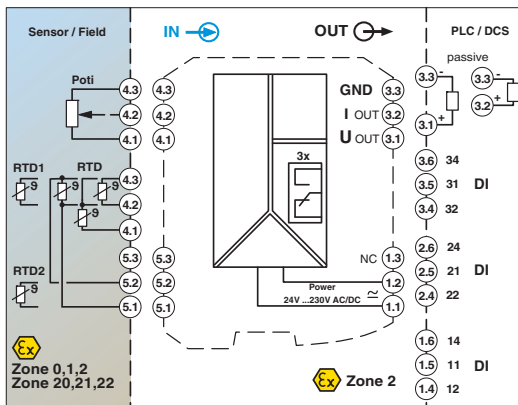 Sensor / Field
IN
OUT
PLC / DCS
passive
Poti
4.3
4.2
4.1
4.3
4.2
4.1
GND 3.3
I OUT 3.2
U OUT 3.1
3.3 -
3.1 +
3.3 -
3.2 +
3x
RTD1
RTD
ϑ
ϑ
ϑ
ϑ
4.3
4.2
4.1
3.6 34
3.5 31 DI
3.4 32
RTD2
ϑ
5.3
5.2
5.1
5.3
5.2
5.1
NC 1.3
Power 1.2
24V ...230V AC/DC 1.1
2.6 24
2.5 21 DI
2.4 22
1.6 14
1.5 11 DI
1.4 12
εx
Zone 0,1,2
Zone 20,21,22
εx Zone 2